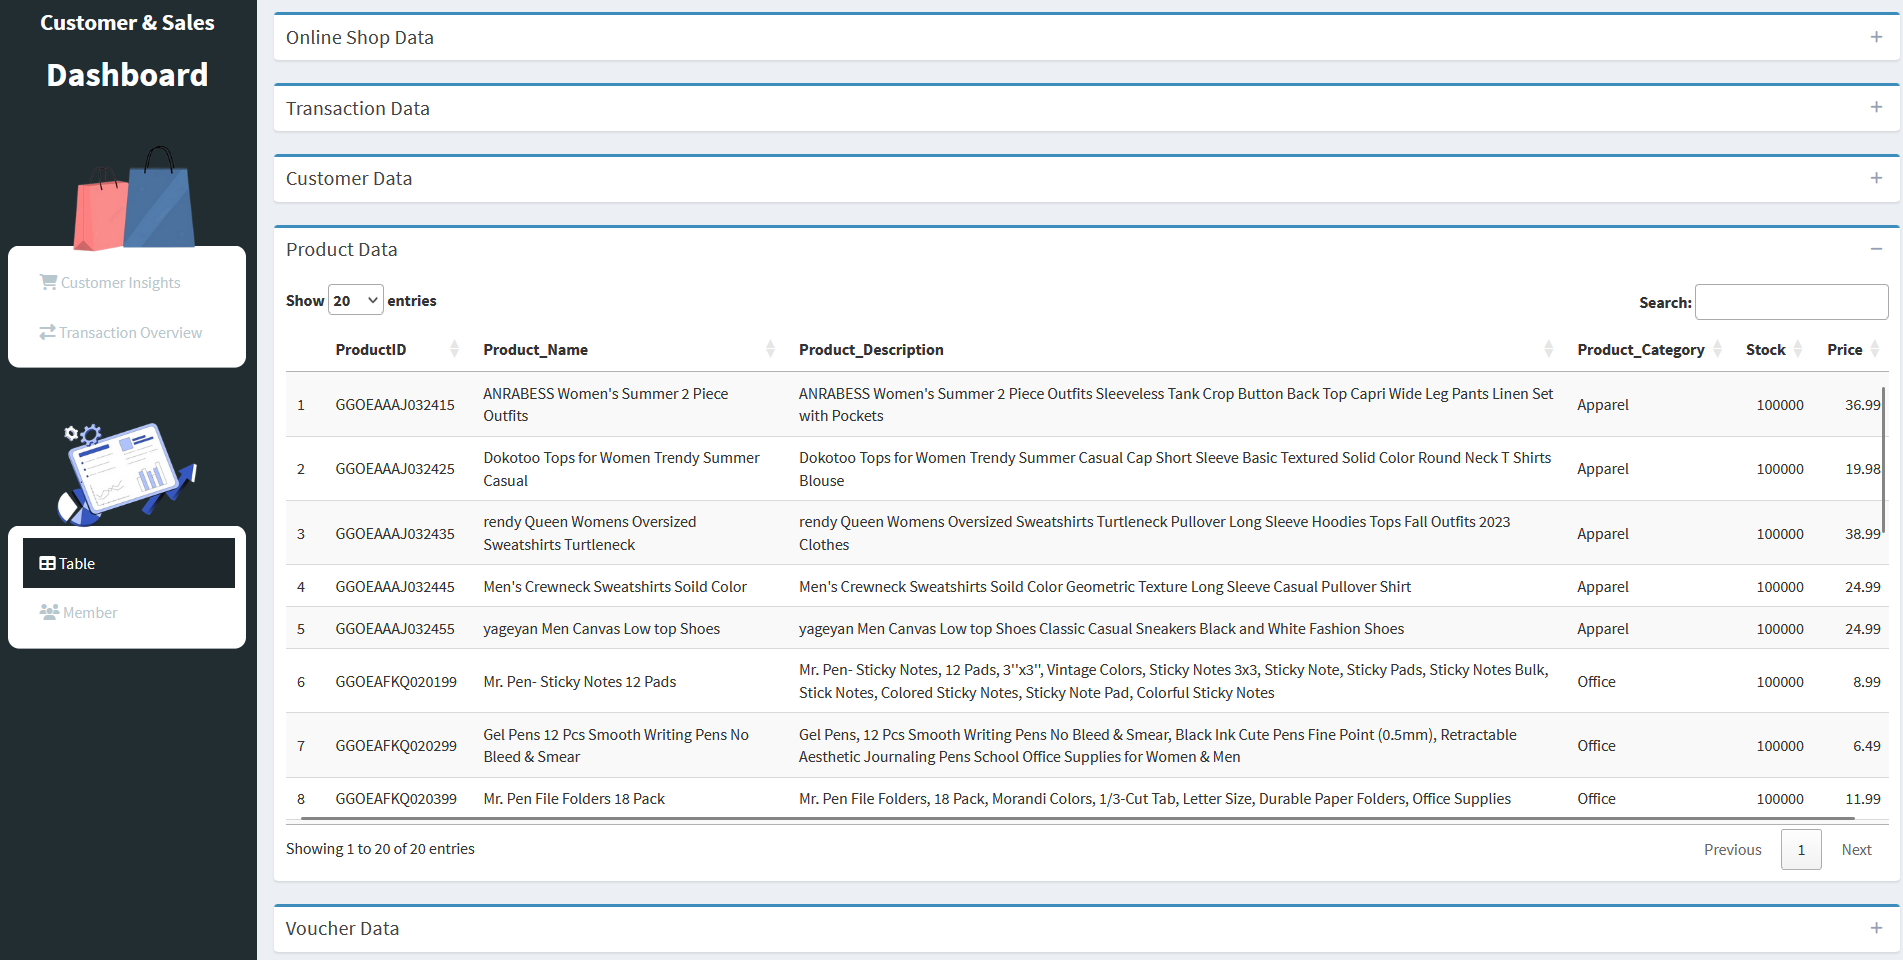 Customer & Sales
Dashboard
Customer Insights
Transaction Overview
Table
Member
Online Shop Data
Transaction Data
Customer Data
Product Data
Show 20 entries
Search:
ProductID Product_Name Product_Description Product_Category Stock Price
1 GGOEAAAJ032415 ANRABESS Women's Summer 2 Piece ANRABESS Women's Summer 2 Piece Outfits Sleeveless Tank Crop Button Back Top Capri Wide Leg Pants Linen Set Apparel 100000 36.99
Outfits with Pockets
2 GGOEAAAJ032425 Dokotoo Tops for Women Trendy Summer Dokotoo Tops for Women Trendy Summer Casual Cap Short Sleeve Basic Textured Solid Color Round Neck T Shirts Apparel 100000 19.98
Casual Blouse
3 GGOEAAAJ032435 rendy Queen Womens Oversized rendy Queen Womens Oversized Sweatshirts Turtleneck Pullover Long Sleeve Hoodies Tops Fall Outfits 2023 Apparel 100000 38.99
Sweatshirts Turtleneck Clothes
4 GGOEAAAJ032445 Men's Crewneck Sweatshirts Soild Color Men's Crewneck Sweatshirts Soild Color Geometric Texture Long Sleeve Casual Pullover Shirt Apparel 100000 24.99
5 GGOEAAAJ032455 yageyan Men Canvas Low top Shoes yageyan Men Canvas Low top Shoes Classic Casual Sneakers Black and White Fashion Shoes Apparel 100000 24.99
6 GGOEAFKQ020199 Mr. Pen- Sticky Notes 12 Pads Mr. Pen- Sticky Notes, 12 Pads, 3''x3'', Vintage Colors, Sticky Notes 3x3, Sticky Note, Sticky Pads, Sticky Notes Bulk, Office 100000 8.99
Stick Notes, Colored Sticky Notes, Sticky Note Pad, Colorful Sticky Notes
7 GGOEAFKQ020299 Gel Pens 12 Pcs Smooth Writing Pens No Gel Pens, 12 Pcs Smooth Writing Pens No Bleed & Smear, Black Ink Cute Pens Fine Point (0.5mm), Retractable Office 100000 6.49
Bleed & Smear Aesthetic Journaling Pens School Office Supplies for Women & Men
8 GGOEAFKQ020399 Mr. Pen File Folders 18 Pack Mr. Pen File Folders, 18 Pack, Morandi Colors, 1/3-Cut Tab, Letter Size, Durable Paper Folders, Office Supplies Office 100000 11.99
Showing 1 to 20 of 20 entries
Previous 1 Next
Voucher Data